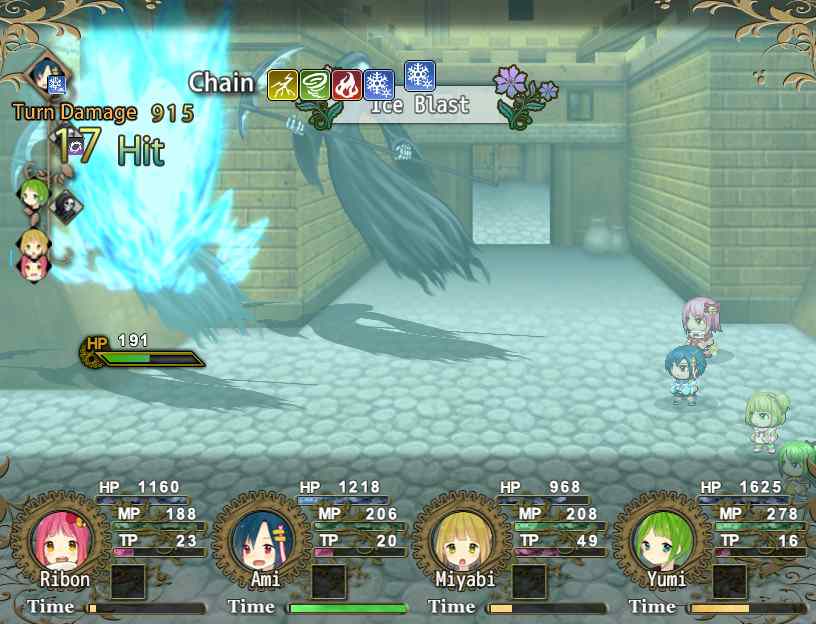 Chain
Ice Blast
Turn Damage 915
17 Hit
HP 191
HP 1160
MP 188
TP 23
Ribon
Time
HP 1218
MP 206
TP 20
Ami
Time
HP 968
MP 208
TP 49
Miyabi
Time
HP 1625
MP 278
TP 16
Yumi
Time